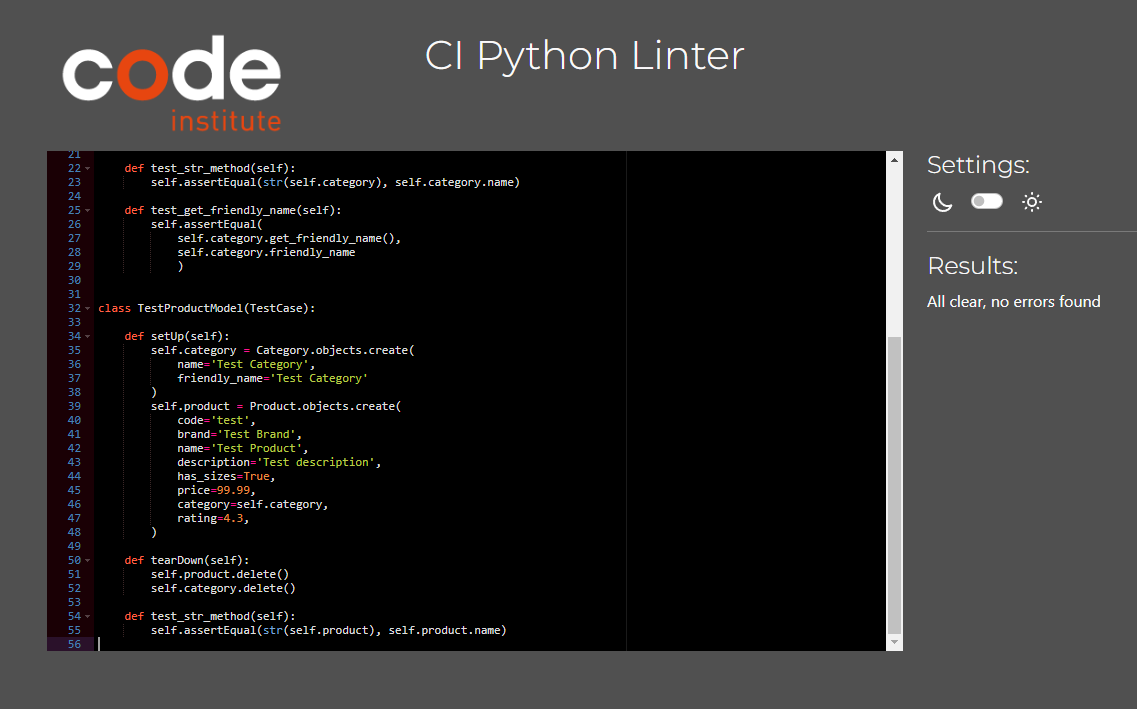 code
institute
CI Python Linter
21
22 def test_str_method(self):
23 self.assertEqual(str(self.category), self.category.name)
24
25 def test_get_friendly_name(self):
26 self.assertEqual(
27 self.category.get_friendly_name(),
28 self.category.friendly_name
29 )
30
31
32 class TestProductModel(TestCase):
33
34 def setUp(self):
35 self.category = Category.objects.create(
36 name='Test Category',
37 friendly_name='Test Category'
38 )
39 self.product = Product.objects.create(
40 code='test',
41 brand='Test Brand',
42 name='Test Product',
43 description='Test description',
44 has_sizes=True,
45 price=99.99,
46 category=self.category,
47 rating=4.3,
48 )
49
50 def tearDown(self):
51 self.product.delete()
52 self.category.delete()
53
54 def test_str_method(self):
55 self.assertEqual(str(self.product), self.product.name)
56
Settings:
Results:
All clear, no errors found